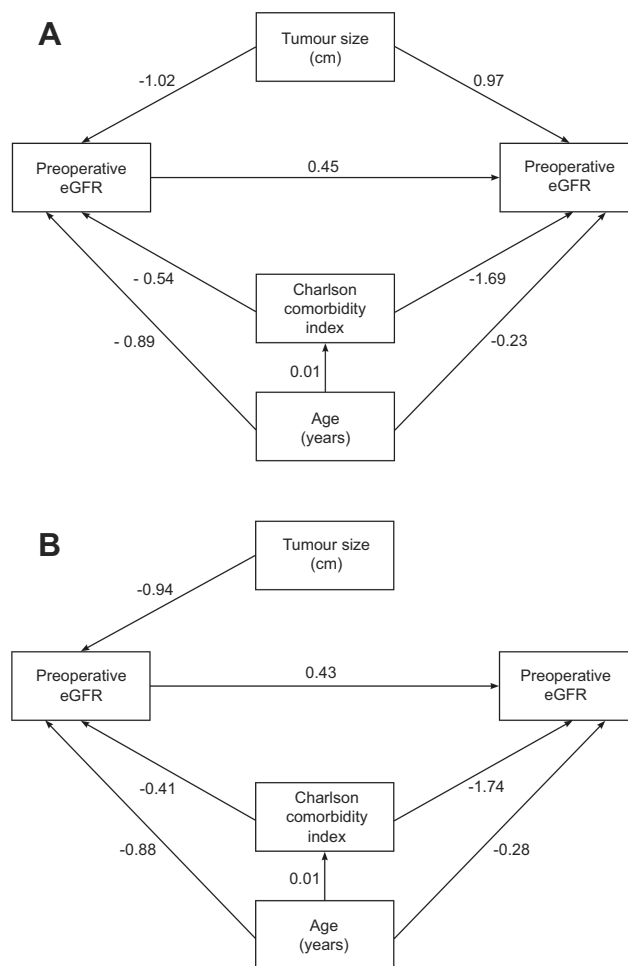 A
Tumour size
(cm)
-1.02
0.97
Preoperative
eGFR
0.45
Preoperative
eGFR
- 0.54
Charlson
comorbidity
index
-1.69
- 0.89
-0.23
0.01
Age
(years)
B
Tumour size
(cm)
-0.94
Preoperative
eGFR
0.43
Preoperative
eGFR
-0.41
Charlson
comorbidity
index
-1.74
-0.88
-0.28
0.01
Age
(years)